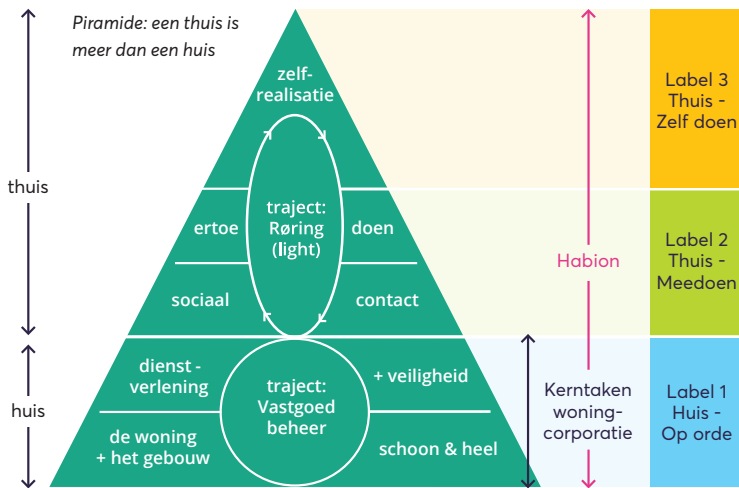 Piramide: een thuis is
meer dan een huis
zelf-
realisatie
Label 3
Thuis -
Zelf doen
thuis
ertoe
traject:
Røring
(light)
doen
Label 2
Thuis -
Meedoen
Habion
sociaal
contact
dienst -
verlening
traject:
Vastgoed
beheer
+ veiligheid
huis
Kerntaken
woning-
corporatie
Label 1
Huis -
Op orde
de woning
+ het gebouw
schoon & heel